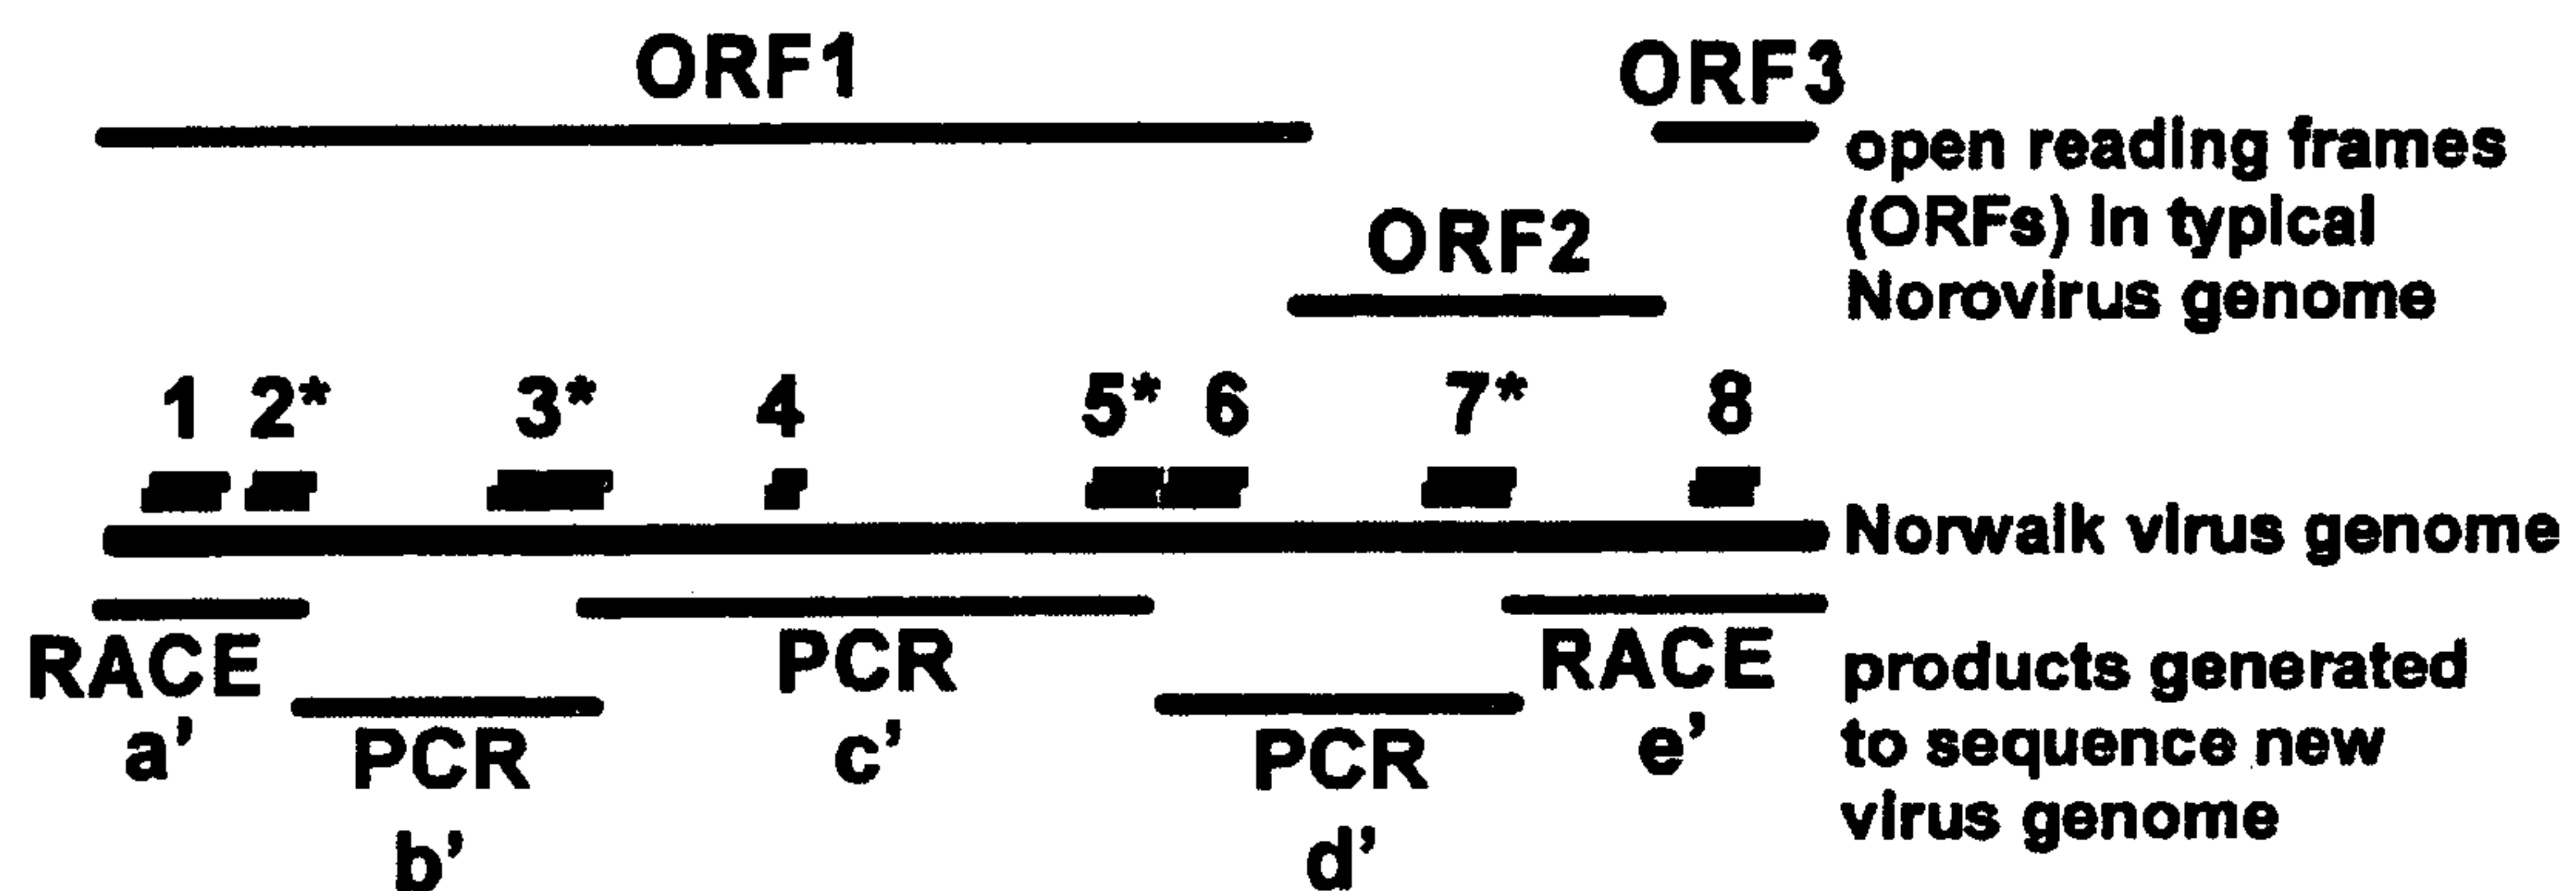 ORF1
ORF3
open reading frames
(ORFs) in typical
Norovirus genome
ORF2
1 2* 3* 4 5* 6 7* 8
Norwalk virus genome
RACE
a'
PCR
b'
PCR
c'
PCR
d'
RACE
e'
products generated
to sequence new
virus genome